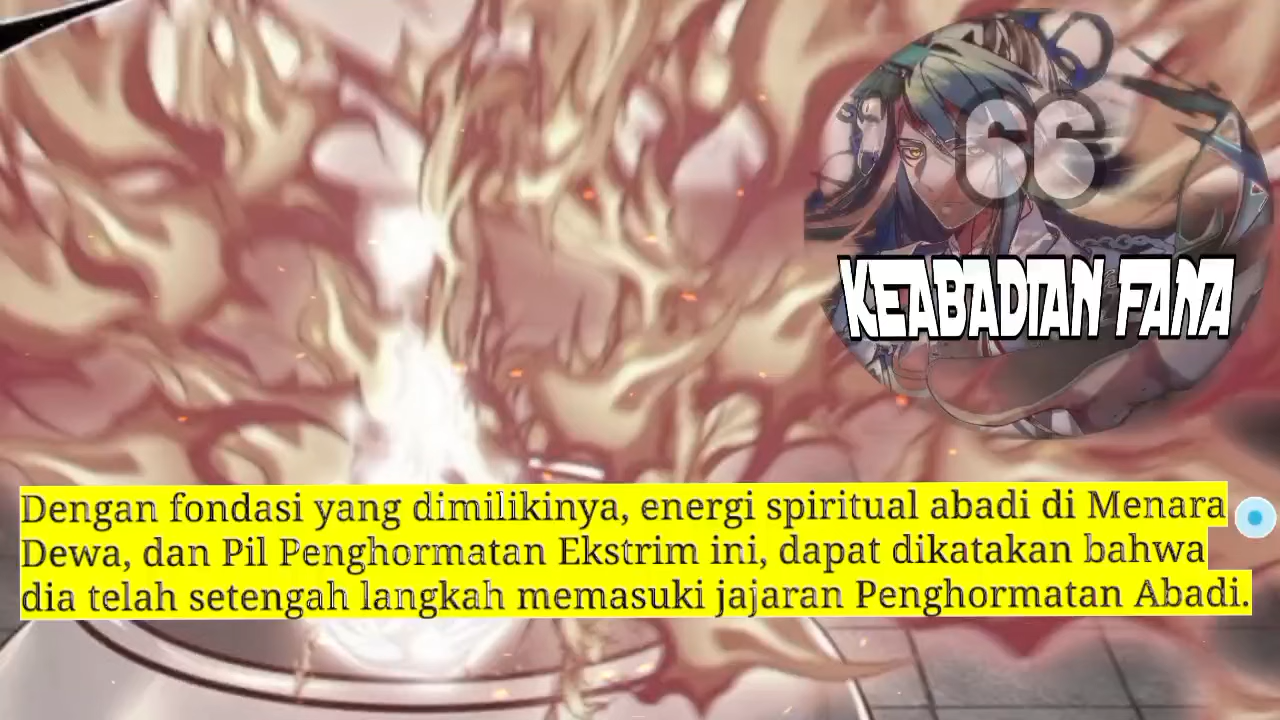 66
KEABADIAN FANA
Dengan fondasi yang dimilikinya, energi spiritual abadi di Menara
Dewa, dan Pil Penghormatan Ekstrim ini, dapat dikatakan bahwa
dia telah setengah langkah memasuki jajaran Penghormatan Abadi.